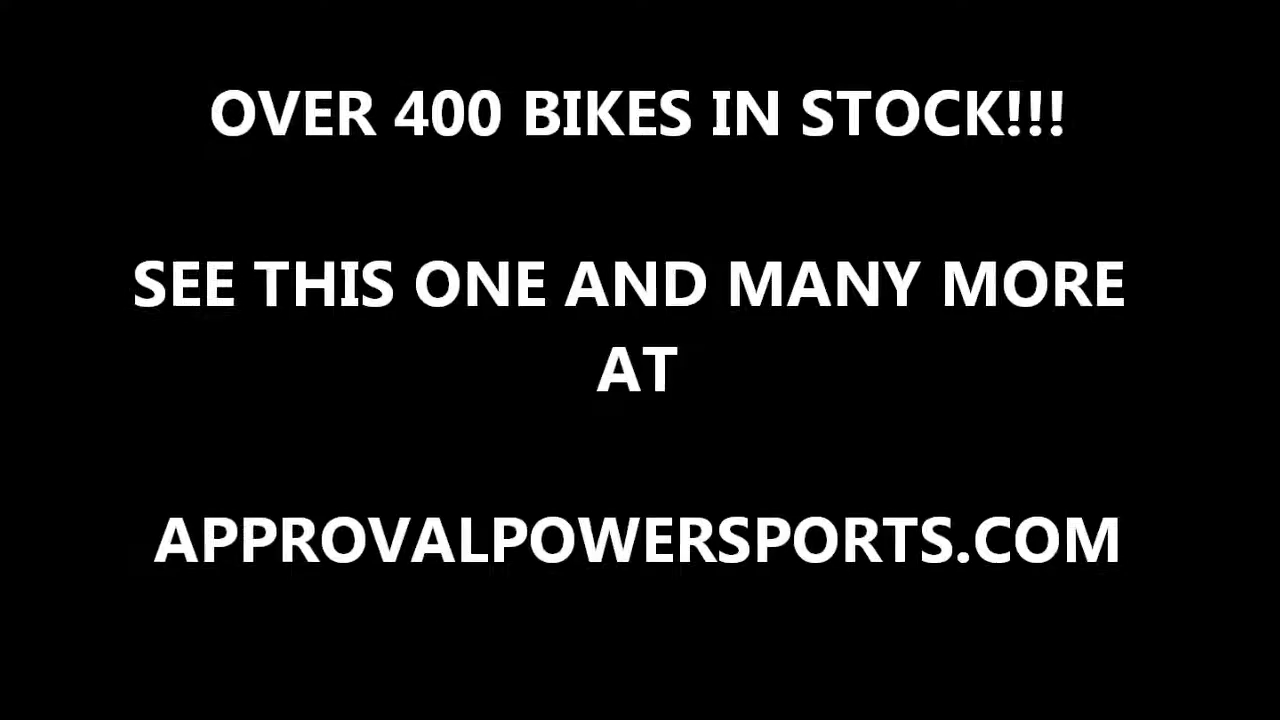 OVER 400 BIKES IN STOCK!!!
SEE THIS ONE AND MANY MORE
AT
APPROVALPOWERSPORTS.COM